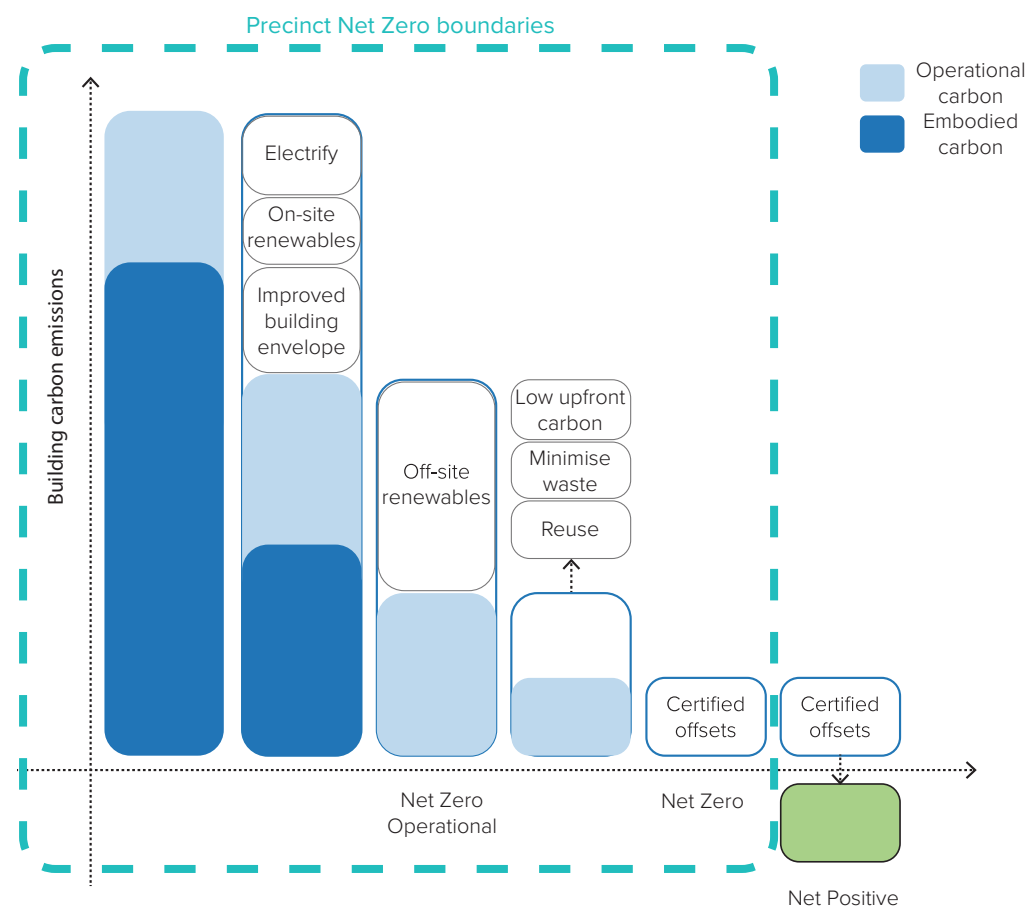 Precinct Net Zero boundaries
Operational
carbon
Embodied
carbon
Building carbon emissions
Electrify
On-site
renewables
Improved
building
envelope
Off-site
renewables
Low upfront
carbon
Minimise
waste
Reuse
Certified
offsets
Certified
offsets
Net Zero
Operational
Net Zero
Net Positive